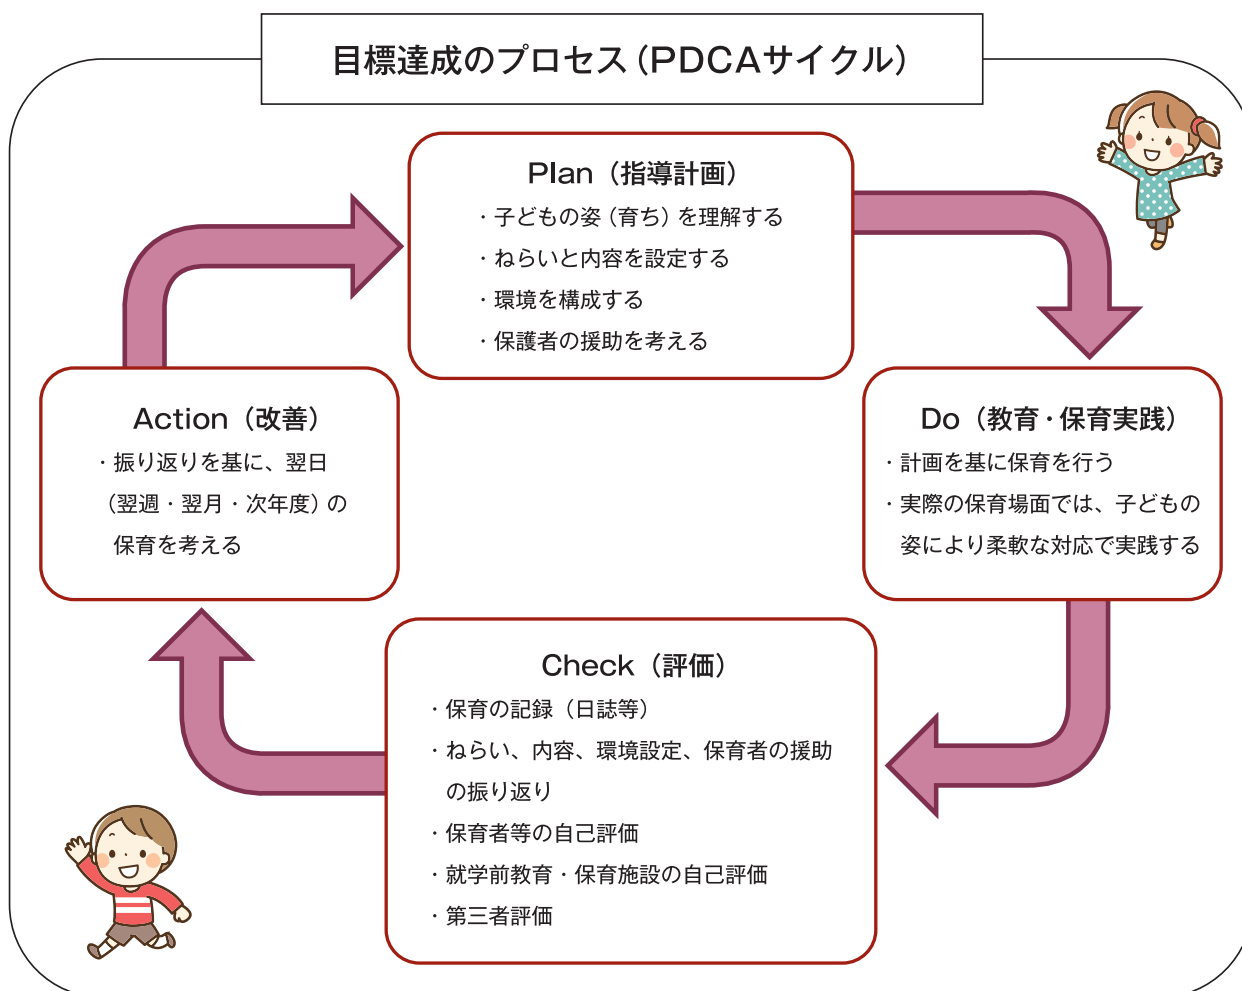 目標達成のプロセス（PDCAサイクル）
Plan（指導計画）
・子どもの姿（育ち）を理解する
・ねらいと内容を設定する
・環境を構成する
・保護者の援助を考える
Do（教育・保育実践）
・計画を基に保育を行う
・実際の保育場面では、子どもの
姿により柔軟な対応で実践する
Check（評価）
・保育の記録（日誌等）
・ねらい、内容、環境設定、保育者の援助
の振り返り
・保育者等の自己評価
・就学前教育・保育施設の自己評価
・第三者評価
Action（改善）
・振り返りを基に、翌日
（翌週・翌月・次年度）の
保育を考える